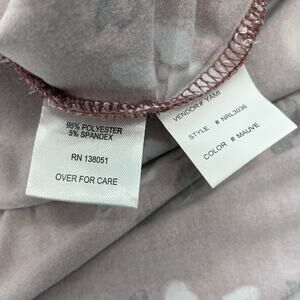 95% POLYESTER
5% SPANDEX
RN 138051
OVER FOR CARE
VENDOR# YAMI
STYLE # NRL3036
COLOR # MAUVE